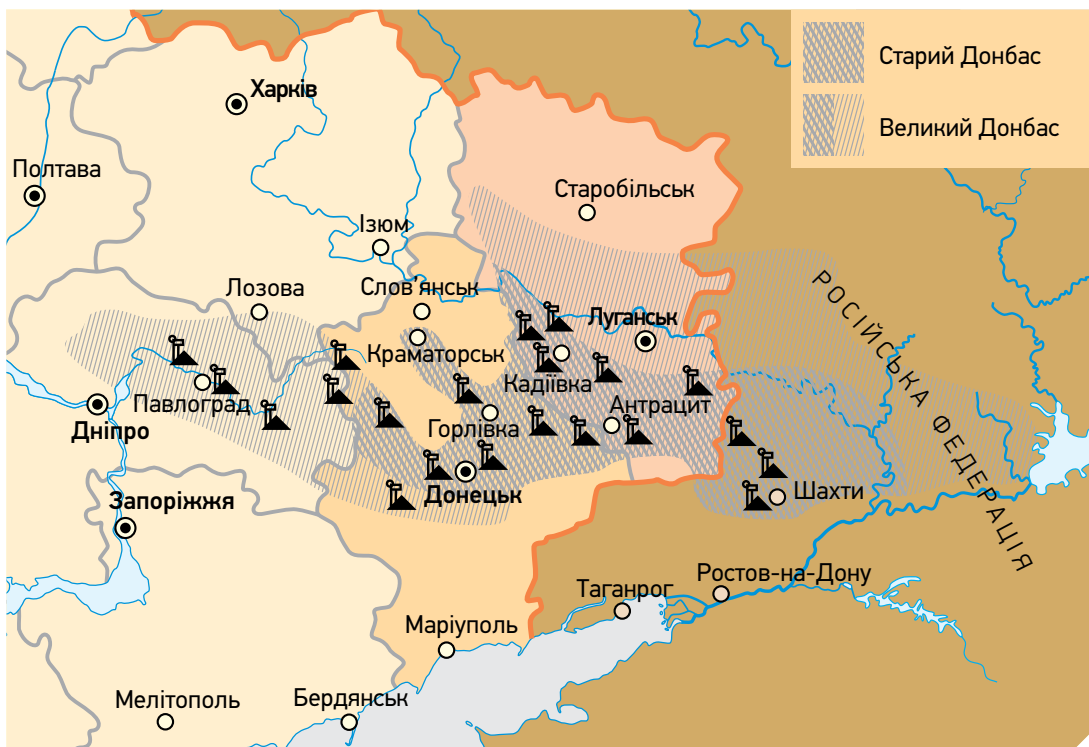 Старий Донбас
Великий Донбас
Харків
Полтава
Старобільськ
Ізюм
Лозова
Слов’янськ
Луганськ
Краматорськ
Кадіївка
Павлоград
Антрацит
Дніпро
Горлівка
Донецьк
Запоріжжя
Шахти
РОСІЙСЬКА ФЕДЕРАЦІЯ
Таганрог
Ростов-на-Дону
Маріуполь
Мелітополь
Бердянськ